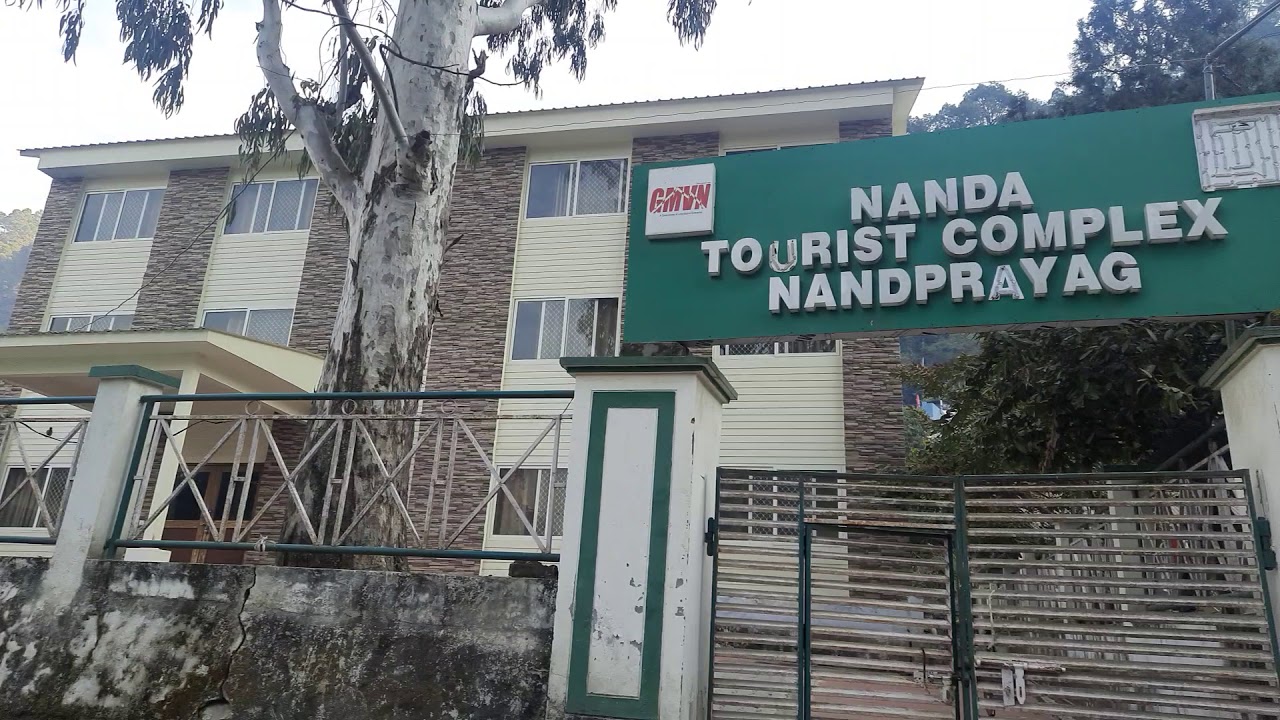 GMVN
NANDA
TOURIST COMPLEX
NANDPRAYAG